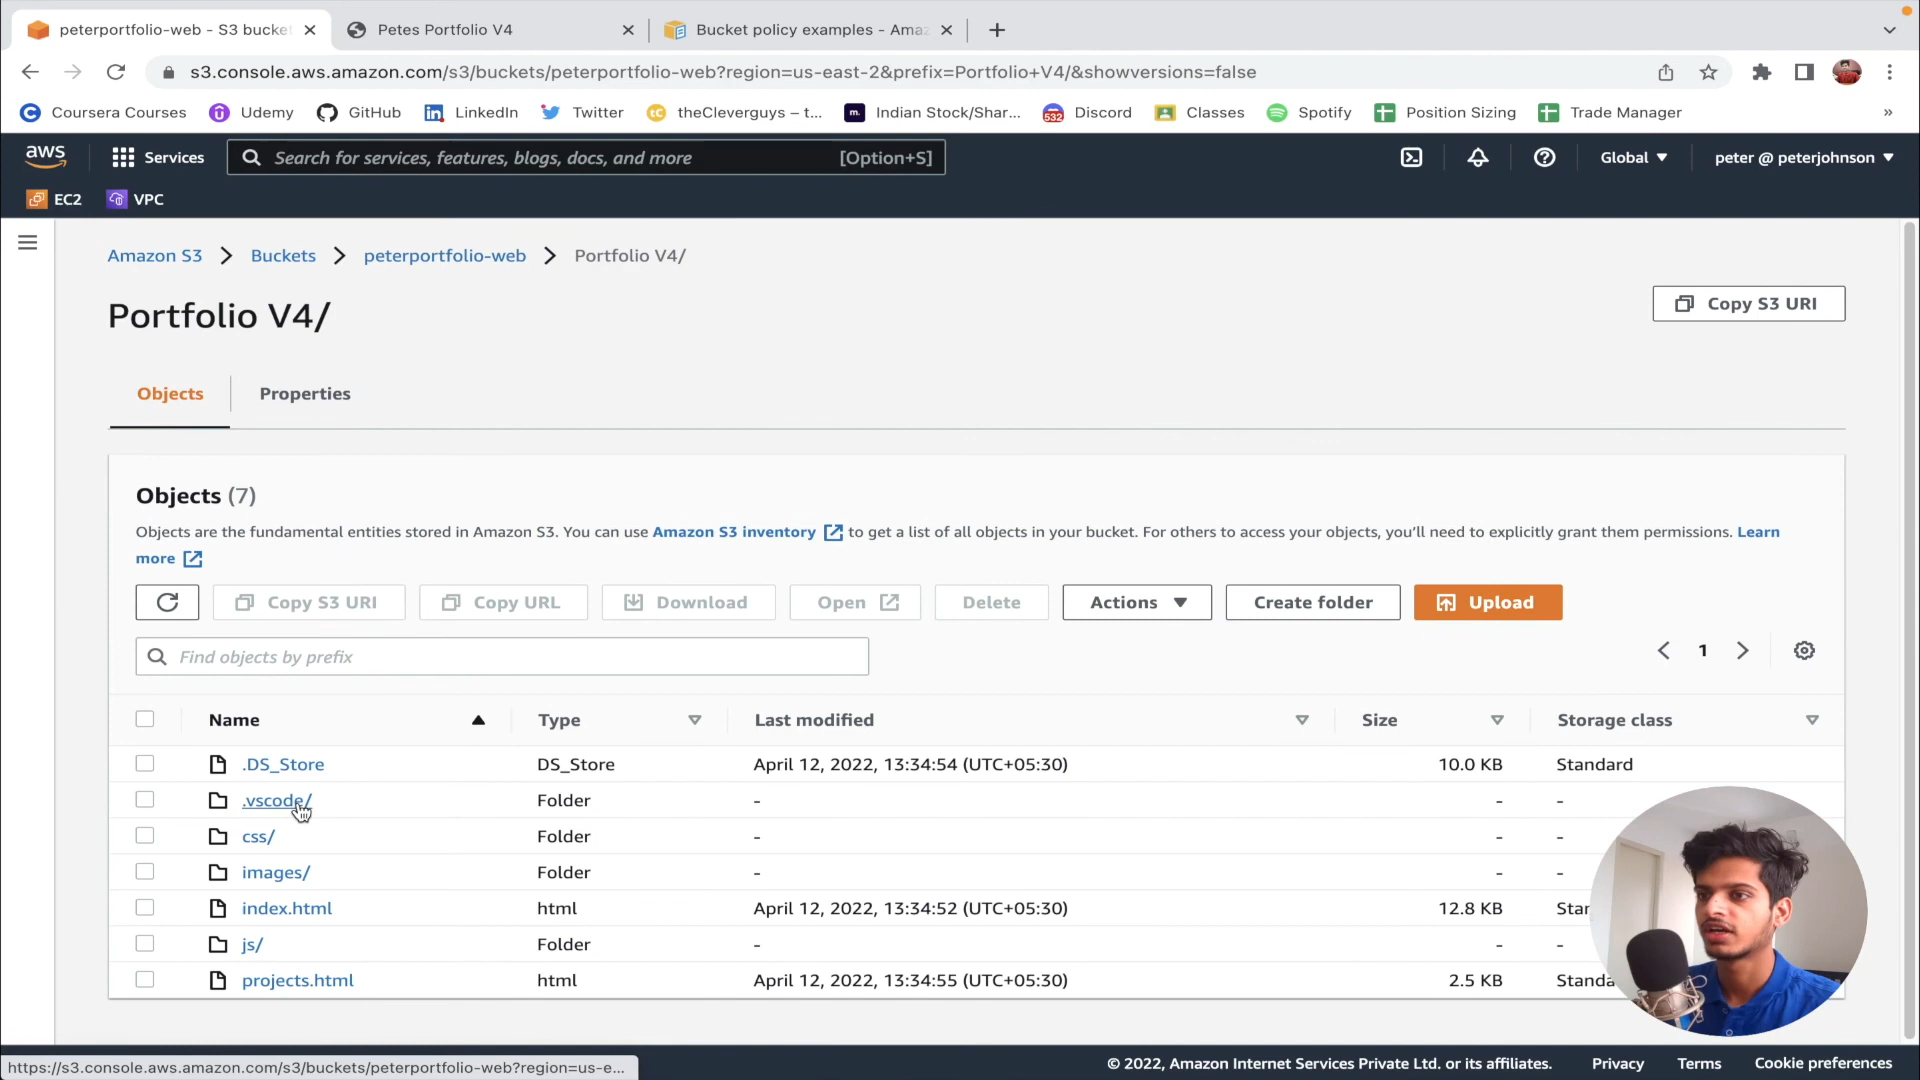 peterportfolio-web - S3 bucke
Petes Portfolio V4
Bucket policy examples - Ama
s3.console.aws.amazon.com/s3/buckets/peterportfolio-web?region=us-east-2&prefix=Portfolio+V4/&showversions=false
Coursera Courses Udemy GitHub LinkedIn Twitter theCleverguys – t... Indian Stock/Shar... 532 Discord Classes Spotify Position Sizing Trade Manager »
aws Services Search for services, features, blogs, docs, and more [Option+S] Global peter @ peterjohnson
EC2 VPC
Amazon S3 Buckets peterportfolio-web Portfolio V4/
Portfolio V4/
Copy S3 URI
Objects Properties
Objects (7)
Objects are the fundamental entities stored in Amazon S3. You can use Amazon S3 inventory to get a list of all objects in your bucket. For others to access your objects, you'll need to explicitly grant them permissions. Learn
more
Copy S3 URI Copy URL Download Open Delete Actions Create folder Upload
Find objects by prefix
1
Name Type Last modified Size Storage class
.DS_Store DS_Store April 12, 2022, 13:34:54 (UTC+05:30) 10.0 KB Standard
.vscode/ Folder - - -
css/ Folder - - -
images/ Folder - - -
index.html html April 12, 2022, 13:34:52 (UTC+05:30) 12.8 KB Stan
js/ Folder - -
projects.html html April 12, 2022, 13:34:55 (UTC+05:30) 2.5 KB Standa
https://s3.console.aws.amazon.com/s3/buckets/peterportfolio-web?region=us-e...
© 2022, Amazon Internet Services Private Ltd. or its affiliates. Privacy Terms Cookie preferences